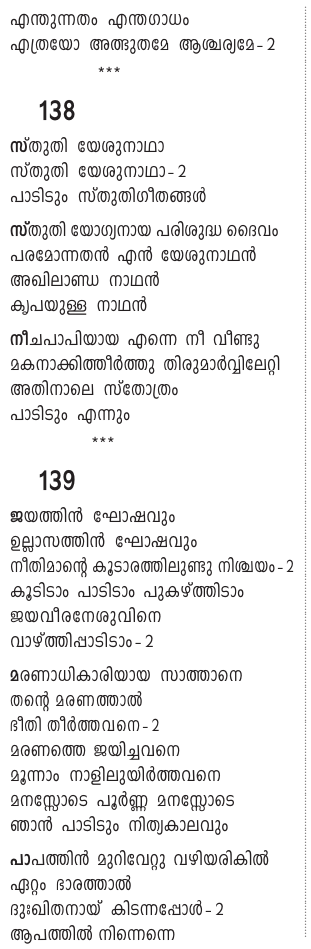 എന്തുന്നതം എന്തഗാധം
എത്രയോ അത്ഭുതമേ ആശ്ചര്യമേ-2
***
138
സ്തുതി യേശുനാഥാ
സ്തുതി യേശുനാഥാ-2
പാടിടും സ്തുതിഗീതങ്ങൾ
സ്തുതി യോഗ്യനായ പരിശുദ്ധ ദൈവം
പരമോന്നതൻ എൻ യേശുനാഥൻ
അഖിലാണ്ഡ നാഥൻ
കൃപയുള്ള നാഥൻ
നീചപാപിയായ എന്നെ നീ വീണ്ടു
മകനാക്കിത്തീർത്തു തിരുമാർവ്വിലേറ്റി
അതിനാലെ സ്തോത്രം
പാടിടും എന്നും
***
139
ജയത്തിൻ ഘോഷവും
ഉല്ലാസത്തിൻ ഘോഷവും
നീതിമാന്റെ കൂടാരത്തിലുണ്ടു നിശ്ചയം-2
കൂടിടാം പാടിടാം പുകഴ്ത്തിടാം
ജയവീരനേശുവിനെ
വാഴ്ത്തിപ്പാടിടാം-2
മരണാധികാരിയായ സാത്താനെ
തന്റെ മരണത്താൽ
ഭീതി തീർത്തവനെ-2
മരണത്തെ ജയിച്ചവനെ
മൂന്നാം നാളിലുയിർത്തവനെ
മനസ്സോടെ പൂർണ്ണ മനസ്സോടെ
ഞാൻ പാടിടും നിത്യകാലവും
പാപത്തിൻ മുറിവേറ്റു വഴിയരികിൽ
ഏറ്റം ഭാരത്താൽ
ദുഃഖിതനായ് കിടന്നപ്പോൾ-2
ആപത്തിൽ നിന്നെന്നെ